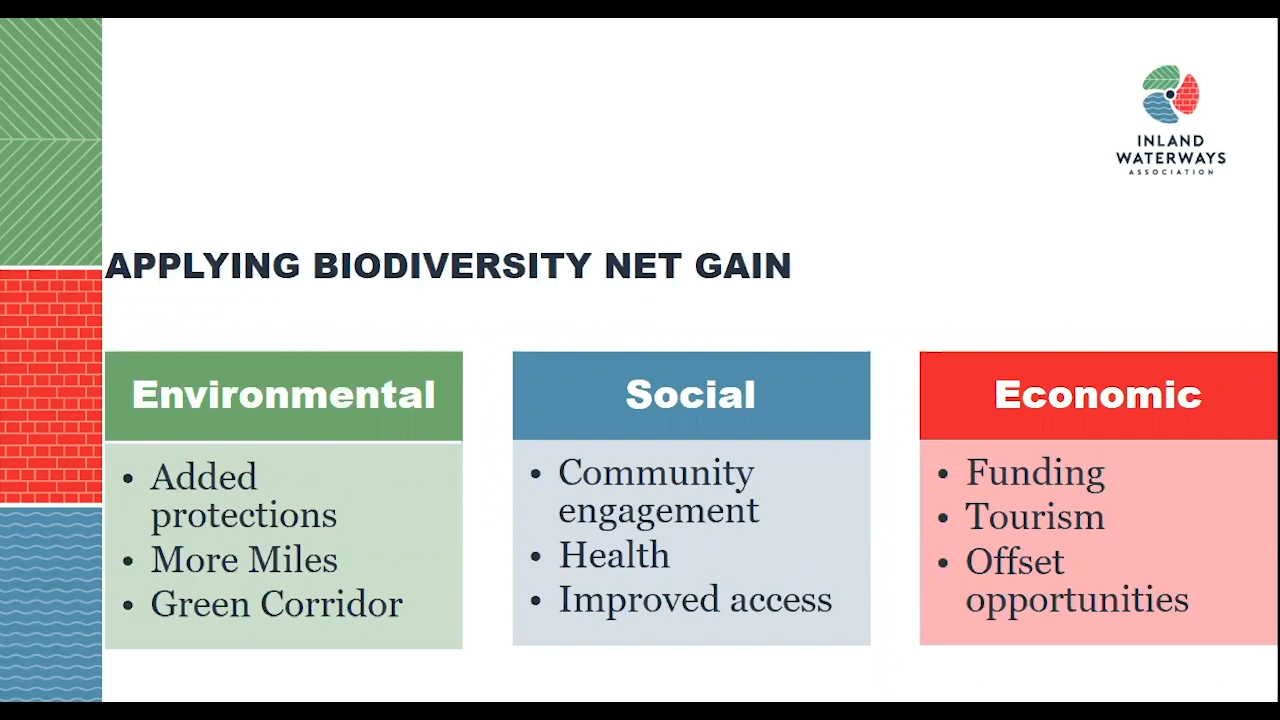 INLAND
WATERWAYS
ASSOCIATION
APPLYING BIODIVERSITY NET GAIN
Environmental
• Added
protections
• More Miles
• Green Corridor
Social
• Community
engagement
• Health
• Improved access
Economic
• Funding
• Tourism
• Offset
opportunities